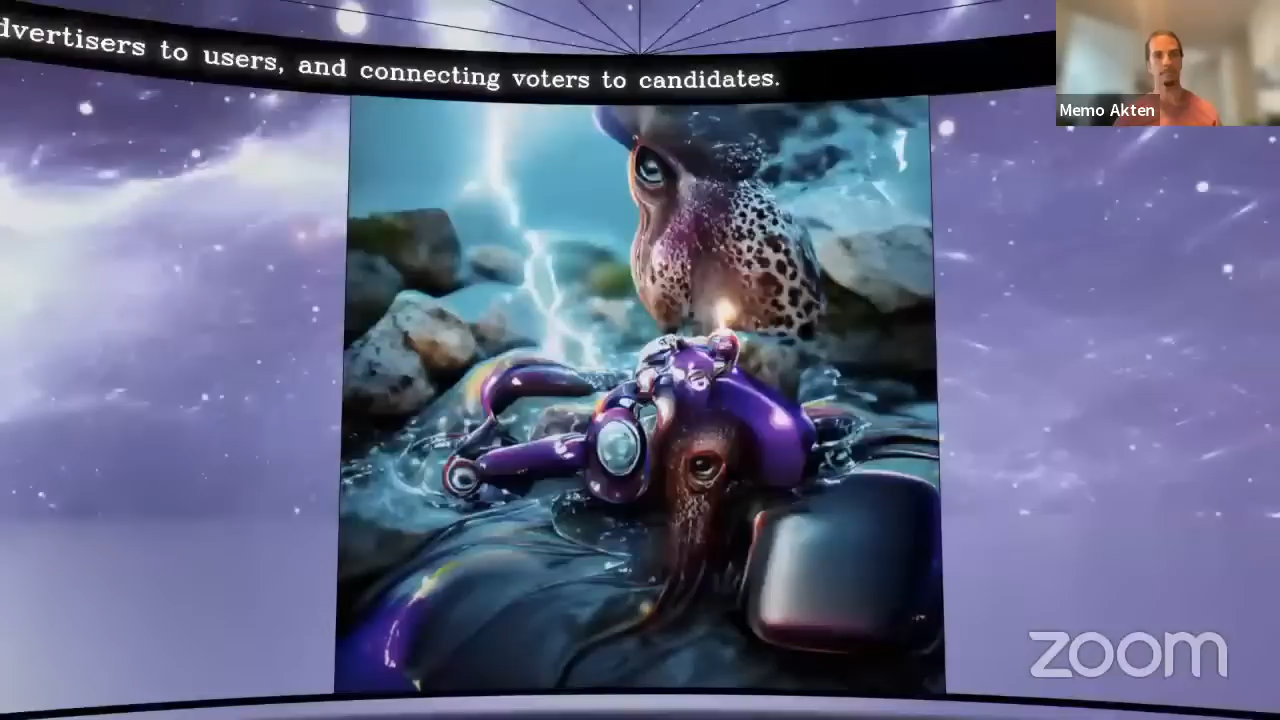 dvertisers to users, and connecting voters to candidates.
Memo Akten
zoom